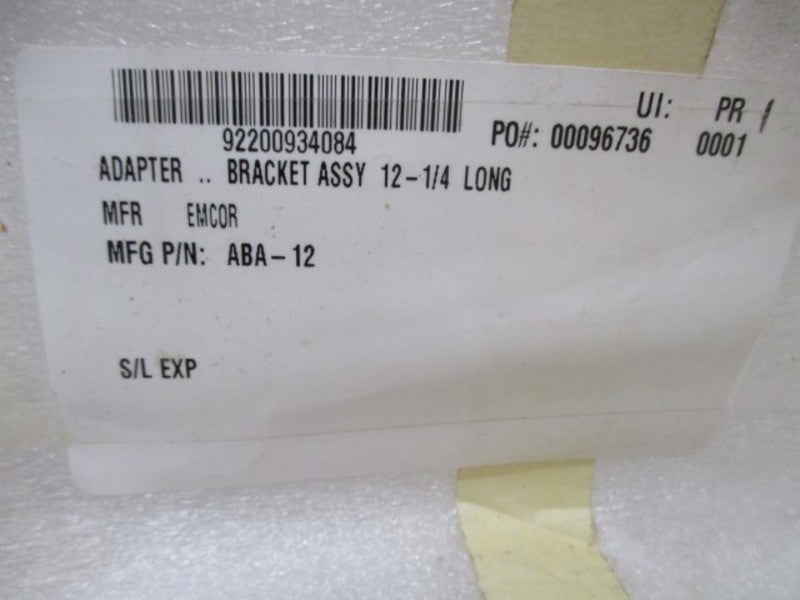 UI: PR 1
92200934084 PO#: 00096736 0001
ADAPTER .. BRACKET ASSY 12-1/4 LONG
MFR EMCOR
MFG P/N: ABA-12
S/L EXP